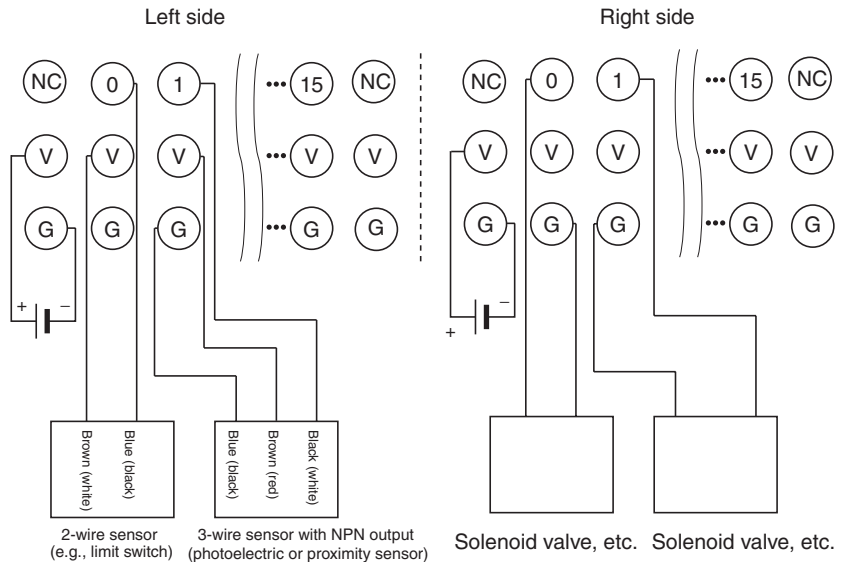 Left side
Right side
NC 0 1 ••• 15 NC
V V V ••• V V
G G G ••• G G
+ −
NC 0 1 ••• 15 NC
V V V ••• V V
G G G ••• G G
+ −
Brown (white)
Blue (black)
Blue (black)
Brown (red)
Black (white)
2-wire sensor
(e.g., limit switch)
3-wire sensor with NPN output
(photoelectric or proximity sensor)
Solenoid valve, etc.
Solenoid valve, etc.